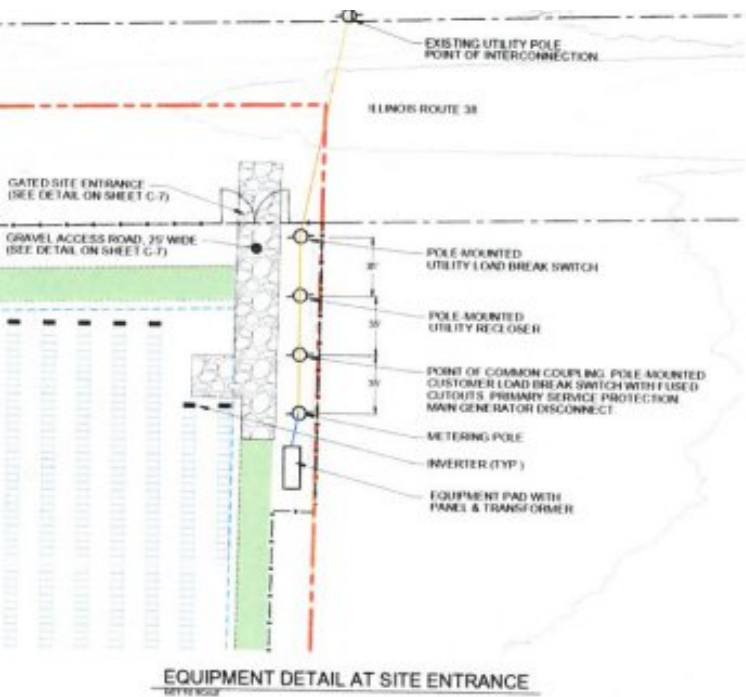 EXISTING UTILITY POLE
POINT OF INTERCONNECTION
ILLINOIS ROUTE 38
GATED SITE ENTRANCE
(SEE DETAIL ON SHEET C-7)
GRAVEL ACCESS ROAD, 25' WIDE
(SEE DETAIL ON SHEET C-7)
POLE-MOUNTED
UTILITY LOAD BREAK SWITCH
POLE-MOUNTED
UTILITY RECLOSER
POINT OF COMMON COUPLING. POLE-MOUNTED
CUSTOMER LOAD BREAK SWITCH WITH FUSED
CUTOUTS. PRIMARY SERVICE PROTECTION
MAIN GENERATOR DISCONNECT
METERING POLE
INVERTER (TYP.)
EQUIPMENT PAD WITH
PANEL & TRANSFORMER
EQUIPMENT DETAIL AT SITE ENTRANCE
NOT TO SCALE